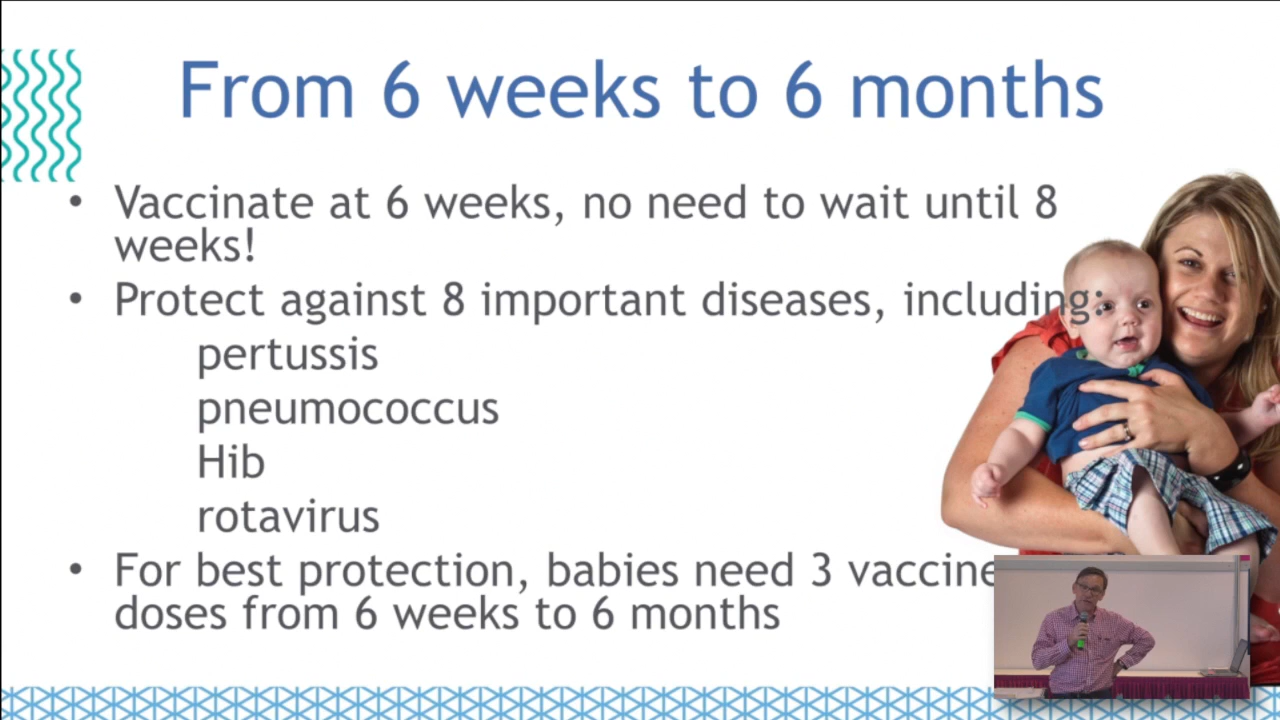 From 6 weeks to 6 months
• Vaccinate at 6 weeks, no need to wait until 8
weeks!
• Protect against 8 important diseases, including:
pertussis
pneumococcus
Hib
rotavirus
• For best protection, babies need 3 vaccine
doses from 6 weeks to 6 months